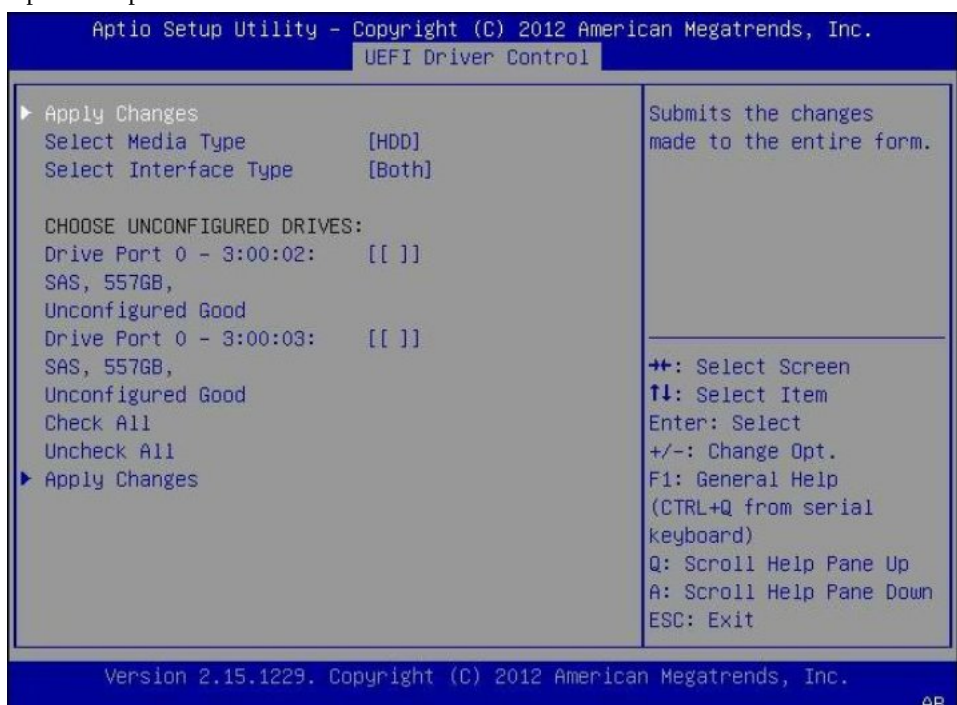 Aptio Setup Utility – Copyright (C) 2012 American Megatrends, Inc.
UEFI Driver Control
Apply Changes
Select Media Type [HDD]
Select Interface Type [Both]
CHOOSE UNCONFIGURED DRIVES:
Drive Port 0 – 3:00:02: [[ ]]
SAS, 557GB,
Unconfigured Good
Drive Port 0 – 3:00:03: [[ ]]
SAS, 557GB,
Unconfigured Good
Check All
Uncheck All
Apply Changes
Submits the changes
made to the entire form.
→←: Select Screen
↑↓: Select Item
Enter: Select
+/-: Change Opt.
F1: General Help
(CTRL+Q from serial
keyboard)
Q: Scroll Help Pane Up
A: Scroll Help Pane Down
ESC: Exit
Version 2.15.1229. Copyright (C) 2012 American Megatrends, Inc.
AB